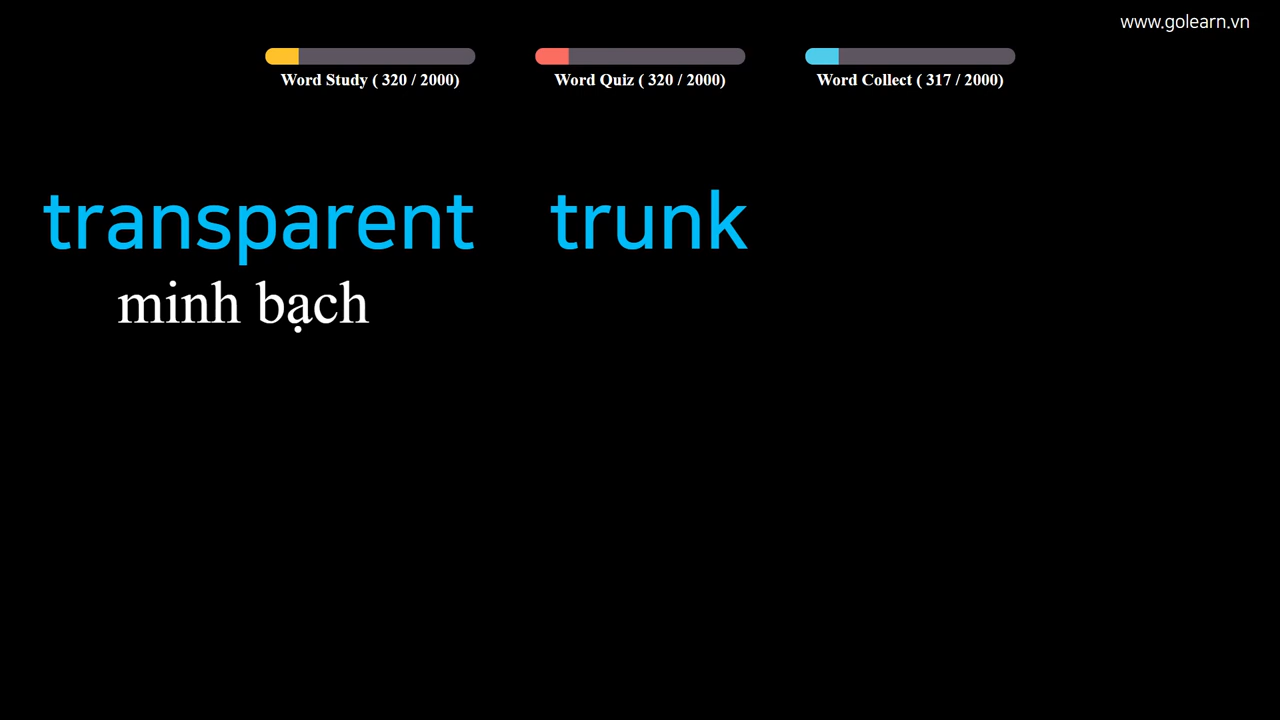 www.golearn.vn
Word Study ( 320 / 2000)
Word Quiz ( 320 / 2000)
Word Collect ( 317 / 2000)
transparent
trunk
minh bạch